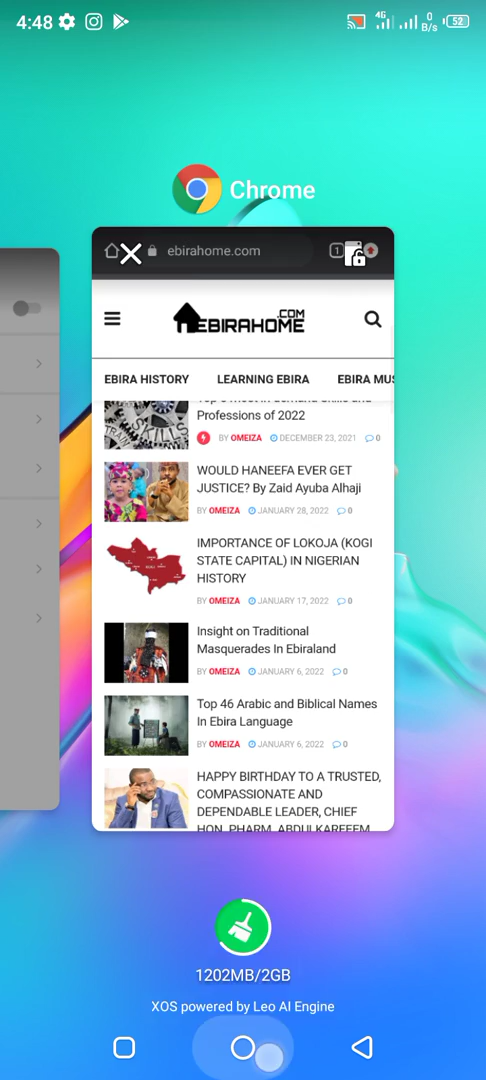 4:48
4G
0
B/s
52
Chrome
ebirahome.com
1
EBIRAHOME
.COM
EBIRA HISTORY LEARNING EBIRA EBIRA MUS
Professions of 2022
BY OMEIZA DECEMBER 23, 2021 0
WOULD HANEEFA EVER GET
JUSTICE? By Zaid Ayuba Alhaji
BY OMEIZA JANUARY 28, 2022 0
IMPORTANCE OF LOKOJA (KOGI
STATE CAPITAL) IN NIGERIAN
HISTORY
BY OMEIZA JANUARY 17, 2022 0
Insight on Traditional
Masquerades In Ebiraland
BY OMEIZA JANUARY 6, 2022 0
Top 46 Arabic and Biblical Names
In Ebira Language
BY OMEIZA JANUARY 6, 2022 0
HAPPY BIRTHDAY TO A TRUSTED,
COMPASSIONATE AND
DEPENDABLE LEADER, CHIEF
HON. PHARM. ABDULKAREEM
1202MB/2GB
XOS powered by Leo AI Engine